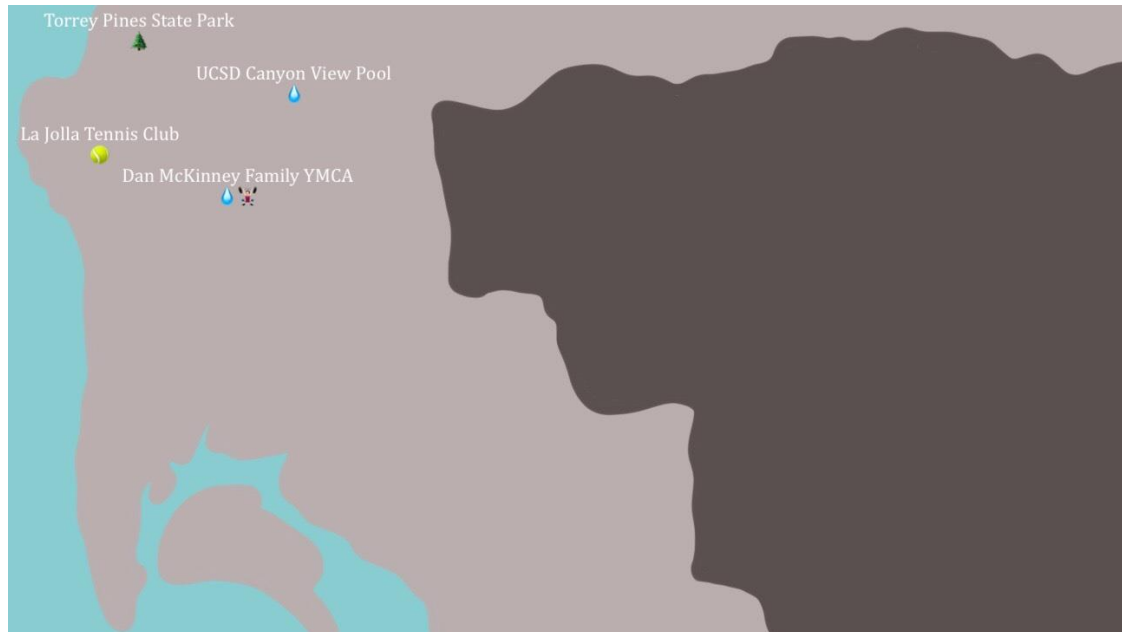 Torrey Pines State Park
UCSD Canyon View Pool
La Jolla Tennis Club
Dan McKinney Family YMCA